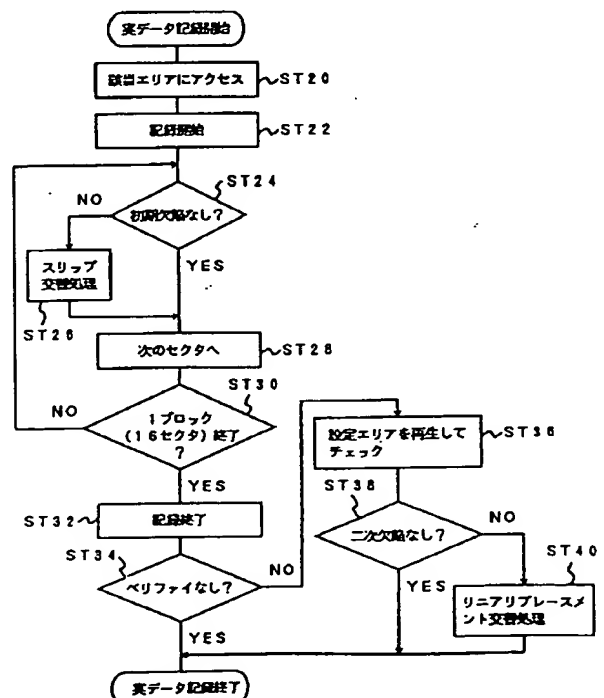 実データ記録開始
該当エリアにアクセス
ST20
記録開始
ST22
ST24
NO
初期欠陥なし?
YES
スリップ
交替処理
ST26
次のセクタへ
ST28
ST30
NO
1ブロック
(16セクタ)終了
?
YES
ST32
記録終了
ST34
ベリファイなし?
NO
YES
設定エリアを再生して
チェック
ST36
ST38
二次欠陥なし?
NO
YES
ST40
リニアリプレースメ
ント交替処理
実データ記録終了